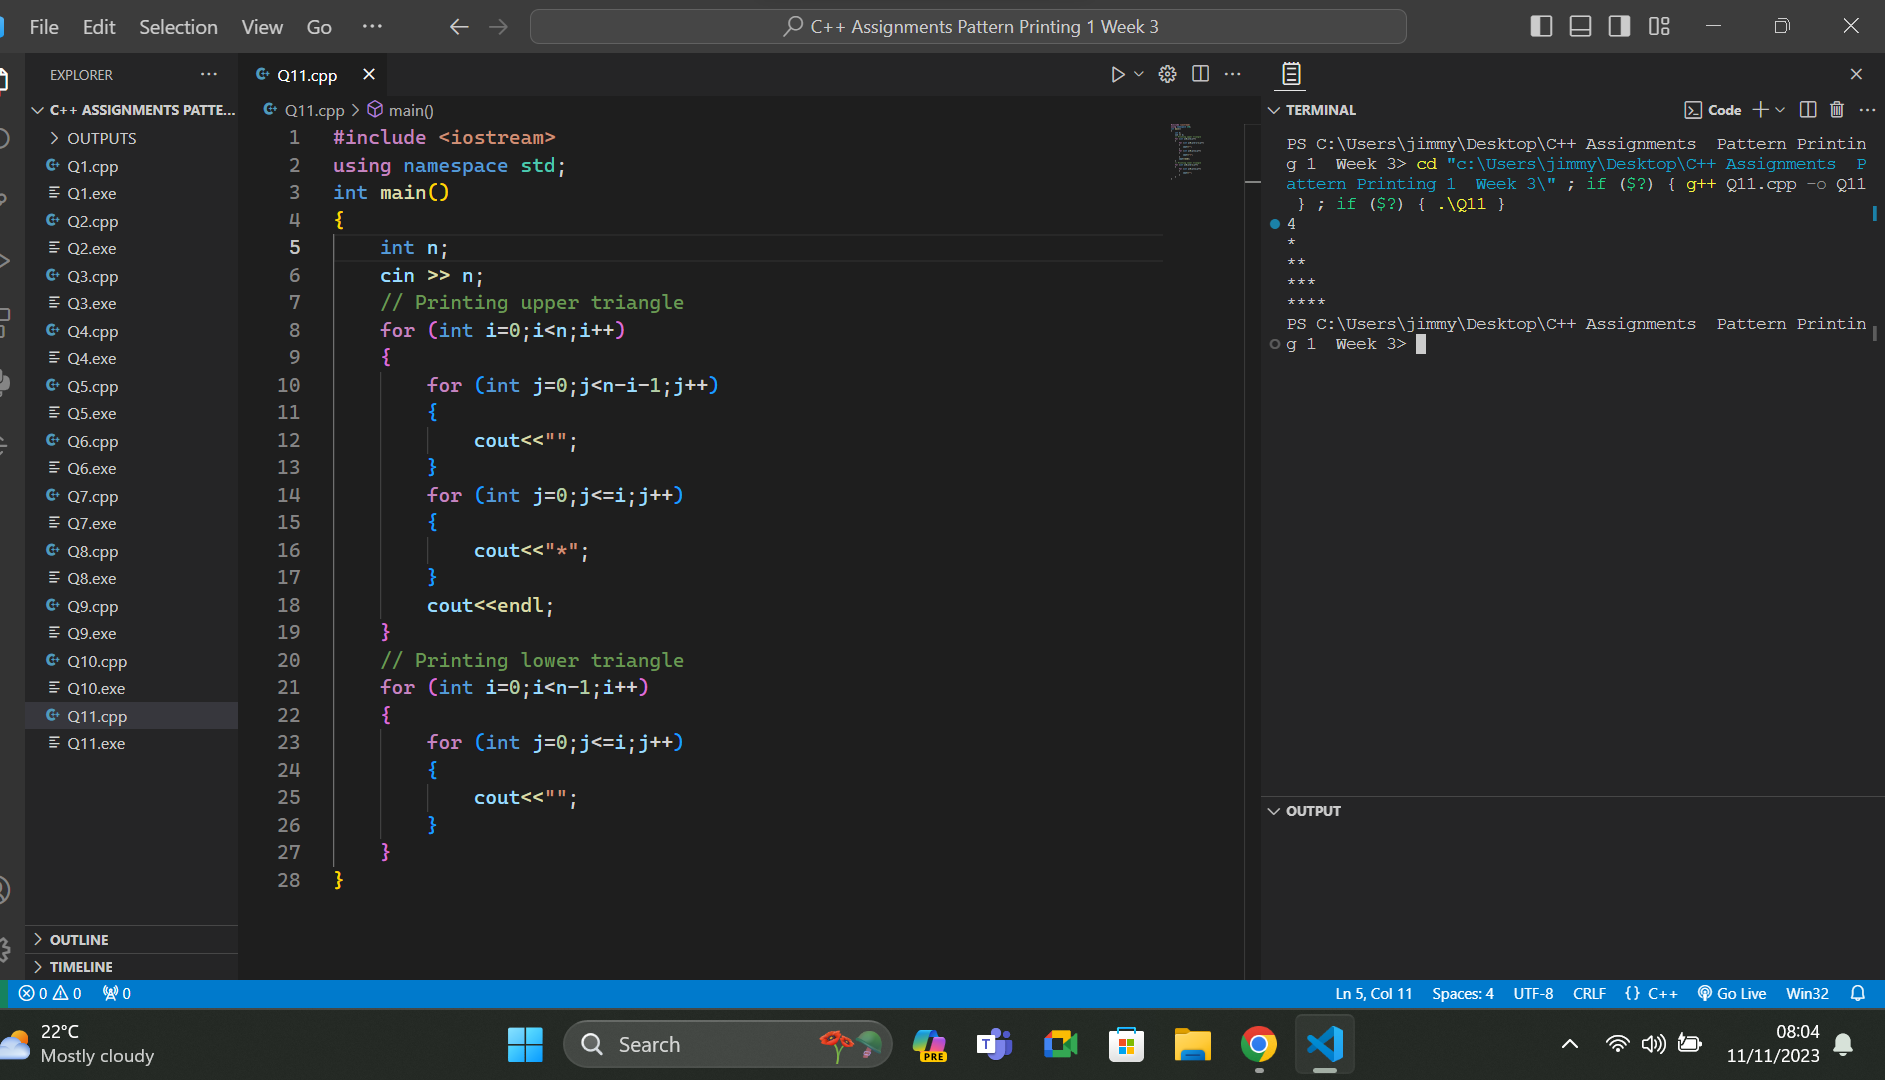 File Edit Selection View Go ···
C++ Assignments Pattern Printing 1 Week 3
EXPLORER
C++ ASSIGNMENTS PATTE...
OUTPUTS
Q1.cpp
Q1.exe
Q2.cpp
Q2.exe
Q3.cpp
Q3.exe
Q4.cpp
Q4.exe
Q5.cpp
Q5.exe
Q6.cpp
Q6.exe
Q7.cpp
Q7.exe
Q8.cpp
Q8.exe
Q9.cpp
Q9.exe
Q10.cpp
Q10.exe
Q11.cpp
Q11.exe
OUTLINE
TIMELINE
Q11.cpp
Q11.cpp > main()
1 #include <iostream>
2 using namespace std;
3 int main()
4 {
5     int n;
6     cin >> n;
7     // Printing upper triangle
8     for (int i=0;i<n;i++)
9     {
10         for (int j=0;j<n-i-1;j++)
11         {
12             cout<<"";
13         }
14         for (int j=0;j<=i;j++)
15         {
16             cout<<"*";
17         }
18         cout<<endl;
19     }
20     // Printing lower triangle
21     for (int i=0;i<n-1;i++)
22     {
23         for (int j=0;j<=i;j++)
24         {
25             cout<<"";
26         }
27     }
28 }
TERMINAL
Code
PS C:\Users\jimmy\Desktop\C++ Assignments  Pattern Printin
g 1  Week 3> cd "c:\Users\jimmy\Desktop\C++ Assignments  P
attern Printing 1  Week 3\" ; if ($?) { g++ Q11.cpp -o Q11
 } ; if ($?) { .\Q11 }
4
*
**
***
****
PS C:\Users\jimmy\Desktop\C++ Assignments  Pattern Printin
g 1  Week 3>
OUTPUT
0 0 0
Ln 5, Col 11 Spaces: 4 UTF-8 CRLF {} C++ Go Live Win32
22°C
Mostly cloudy
Search
PRE
T
08:04
11/11/2023